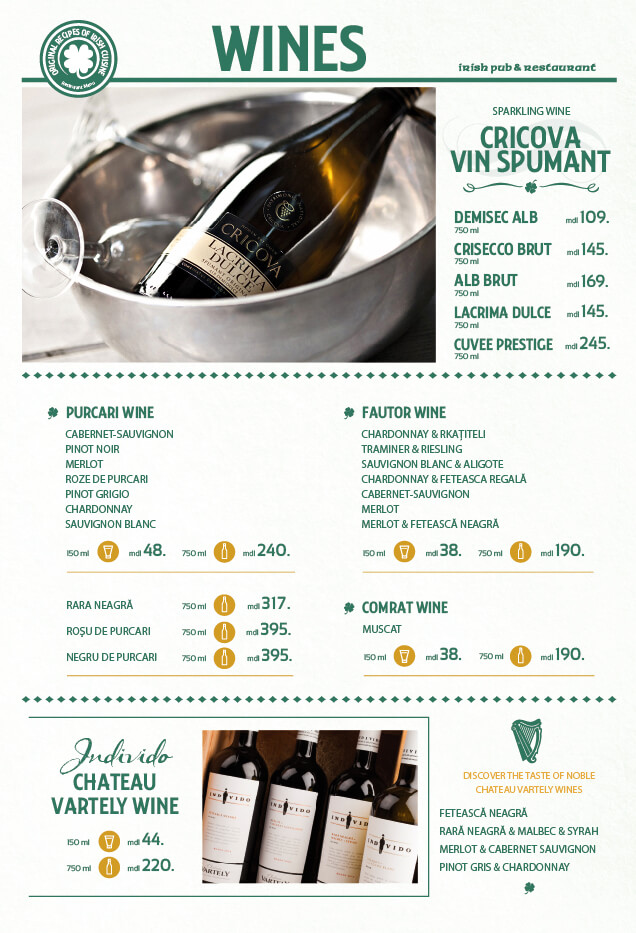 ORIGINAL RECIPES OF IRISH CUISINE
WINES
irish pub & restaurant
CRICOVA
LACRIMA
DULCE
SPARKLING WINE
CRICOVA
VIN SPUMANT
DEMISEC ALB mdl 109.
750 ml
CRISECCO BRUT mdl 145.
750 ml
ALB BRUT mdl 169.
750 ml
LACRIMA DULCE mdl 145.
750 ml
CUVEE PRESTIGE mdl 245.
750 ml
PURCARI WINE
CABERNET-SAUVIGNON
PINOT NOIR
MERLOT
ROZE DE PURCARI
PINOT GRIGIO
CHARDONNAY
SAUVIGNON BLANC
150 ml mdl 48. 750 ml mdl 240.
RARA NEAGRĂ 750 ml mdl 317.
ROŞU DE PURCARI 750 ml mdl 395.
NEGRU DE PURCARI 750 ml mdl 395.
FAUTOR WINE
CHARDONNAY & RKAŢITELI
TRAMINER & RIESLING
SAUVIGNON BLANC & ALIGOTE
CHARDONNAY & FETEASCA REGALĂ
CABERNET-SAUVIGNON
MERLOT
MERLOT & FETEASCĂ NEAGRĂ
150 ml mdl 38. 750 ml mdl 190.
COMRAT WINE
MUSCAT
150 ml mdl 38. 750 ml mdl 190.
Individo
CHATEAU
VARTELY WINE
150 ml mdl 44.
750 ml mdl 220.
INDIVIDO
INDIVIDO
INDIVIDO
INDIVIDO
VARTELY
VARTELY
DISCOVER THE TASTE OF NOBLE
CHATEAU VARTELY WINES
FETEASCĂ NEAGRĂ
RARĂ NEAGRĂ & MALBEC & SYRAH
MERLOT & CABERNET SAUVIGNON
PINOT GRIS & CHARDONNAY